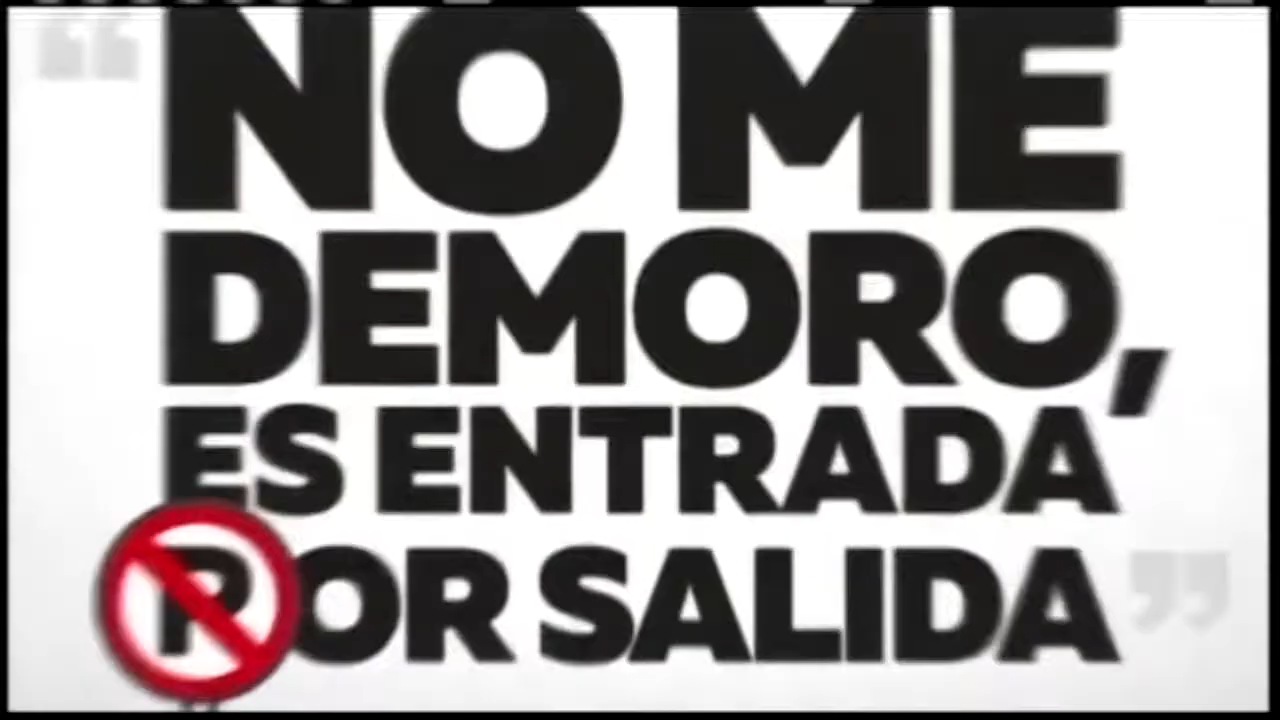 “NO ME
DEMORO,
ES ENTRADA
POR SALIDA”